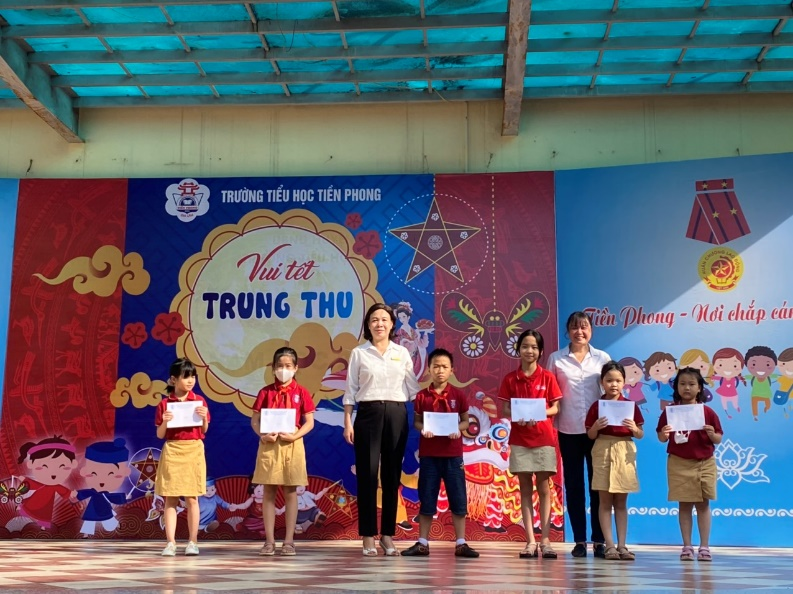 TRƯỜNG TIỂU HỌC TIỀN PHONG
Vui tết
TRUNG THU
Tiền Phong - Nơi chắp cán